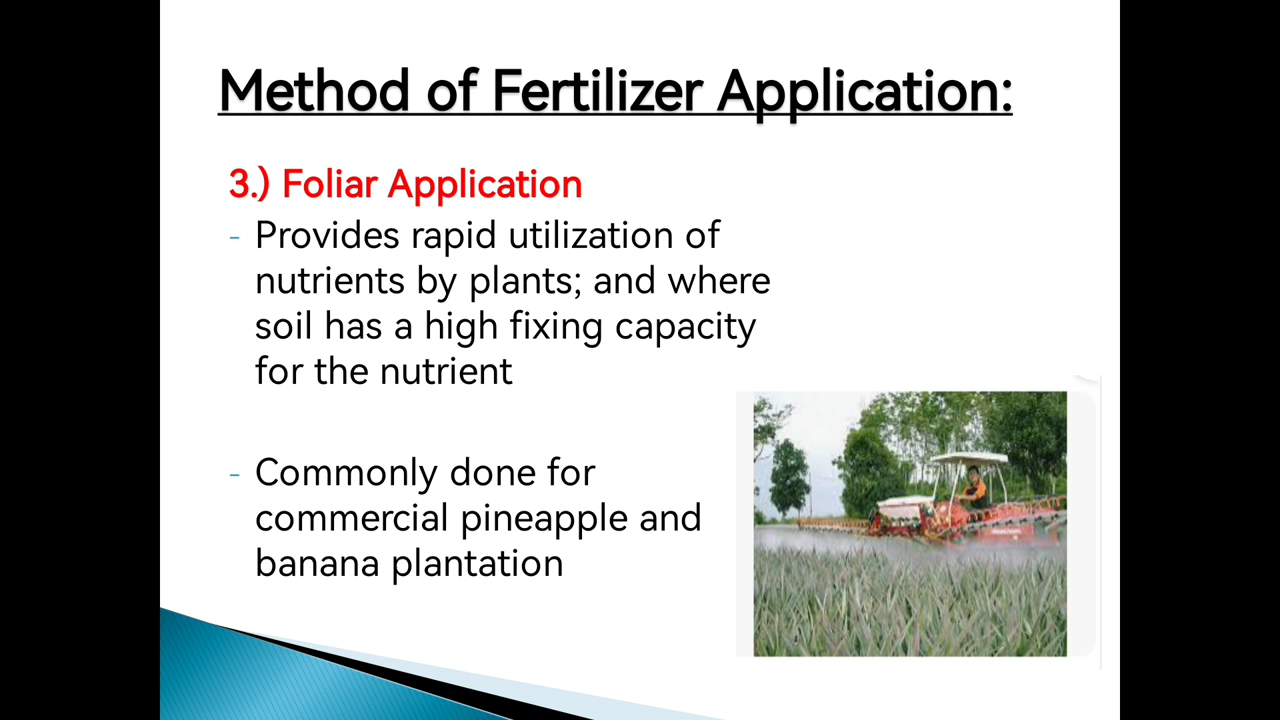 Method of Fertilizer Application:
3.) Foliar Application
- Provides rapid utilization of
nutrients by plants; and where
soil has a high fixing capacity
for the nutrient
- Commonly done for
commercial pineapple and
banana plantation